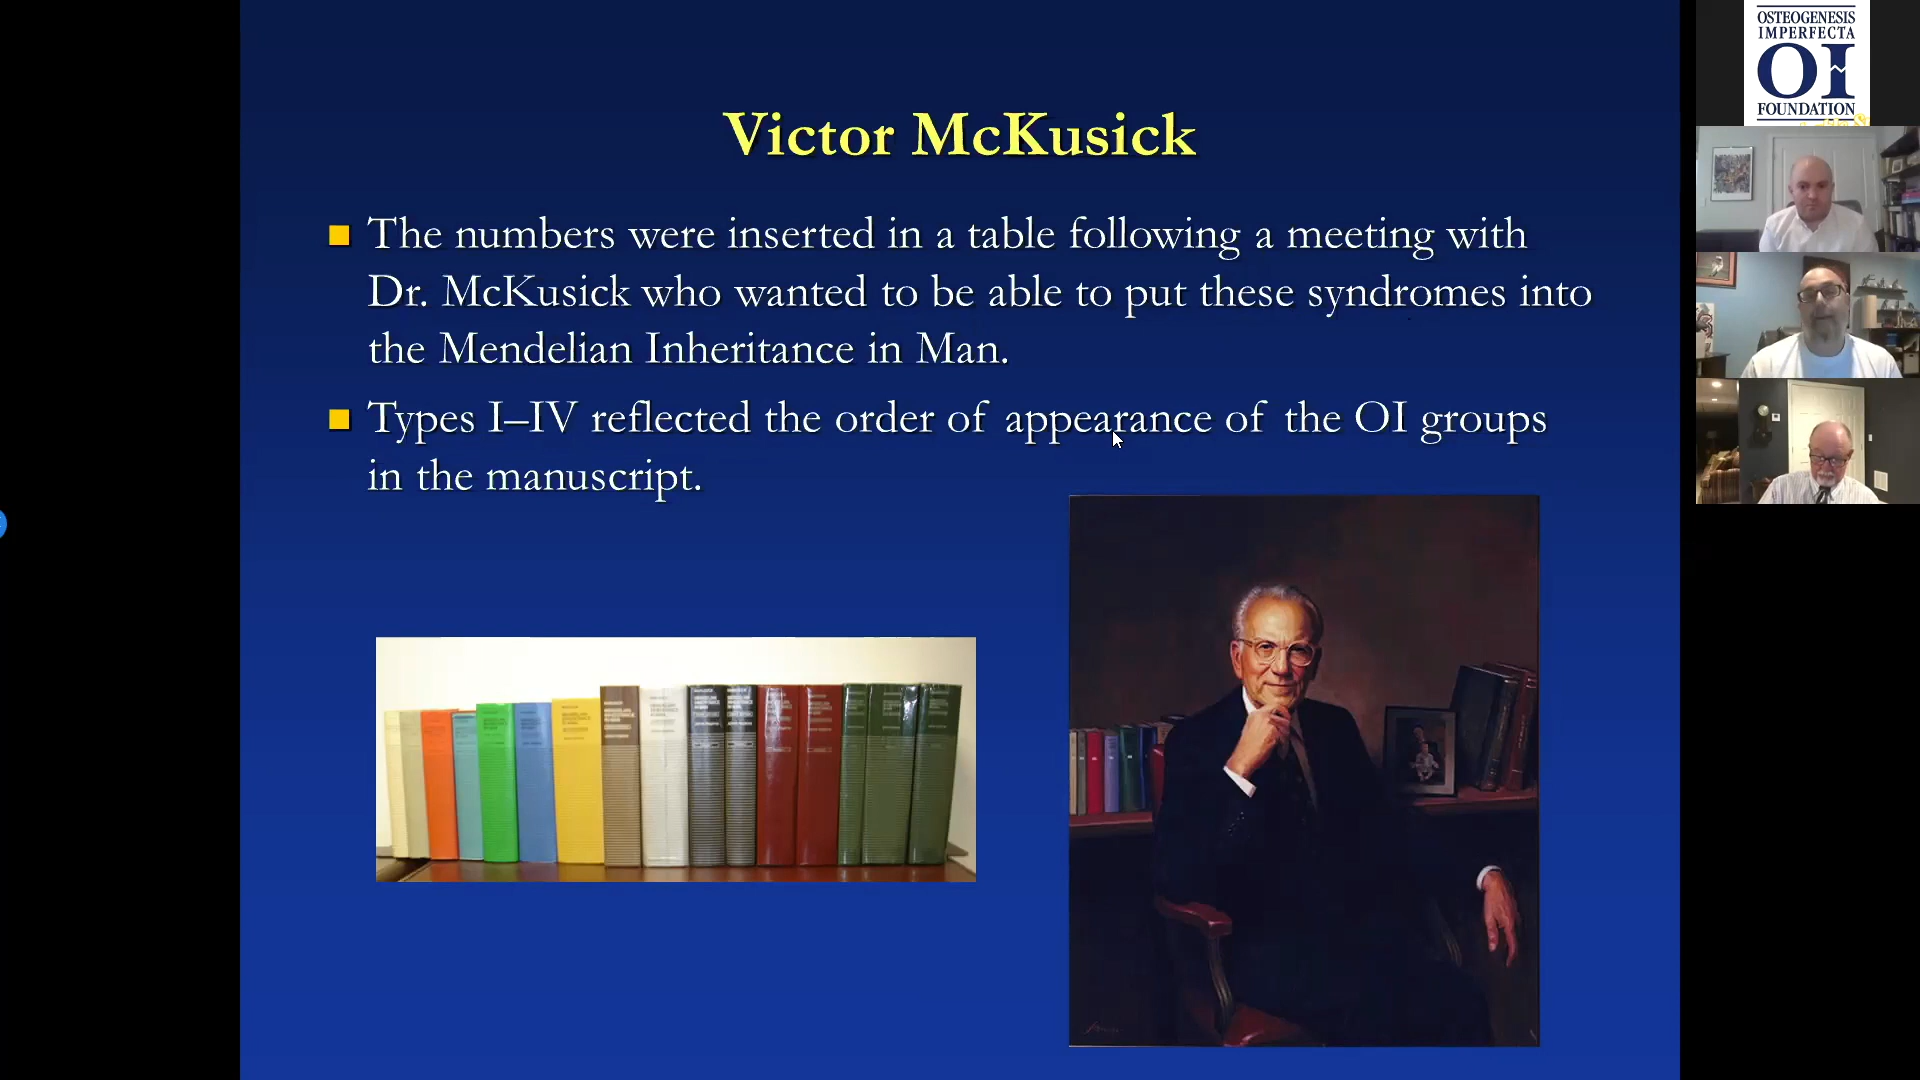 Victor McKusick
The numbers were inserted in a table following a meeting with
Dr. McKusick who wanted to be able to put these syndromes into
the Mendelian Inheritance in Man.
Types I–IV reflected the order of appearance of the OI groups
in the manuscript.
OSTEOGENESIS
IMPERFECTA
OI
FOUNDATION